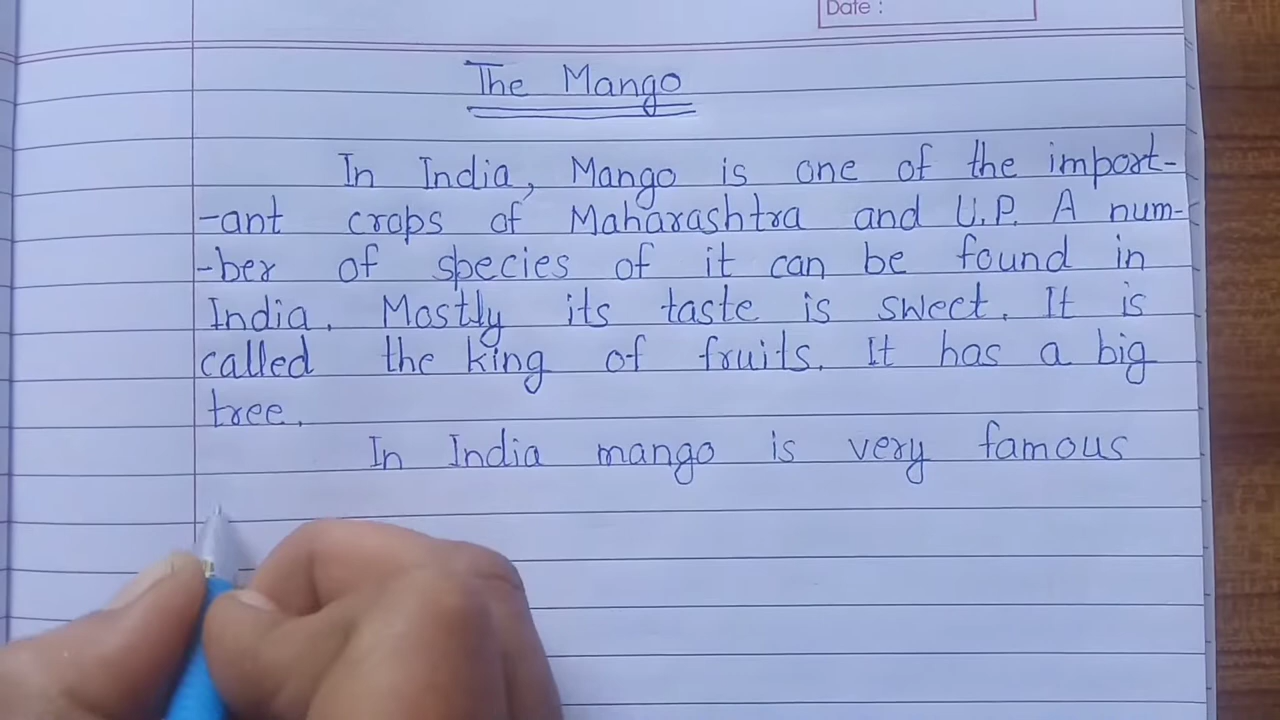 Date :
The Mango
In India, Mango is one of the import-
-ant crops of Maharashtra and U.P. A num-
-ber of species of it can be found in
India. Mostly its taste is sweet. It is
called the king of fruits. It has a big
tree.
In India mango is very famous